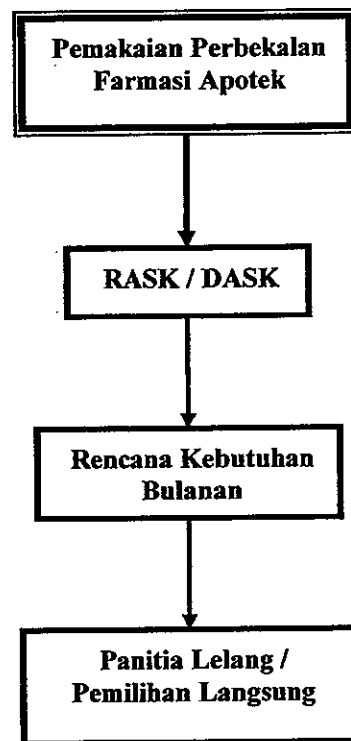 Pemakaian Perbekalan
Farmasi Apotek
RASK / DASK
Rencana Kebutuhan
Bulanan
Panitia Lelang /
Pemilihan Langsung